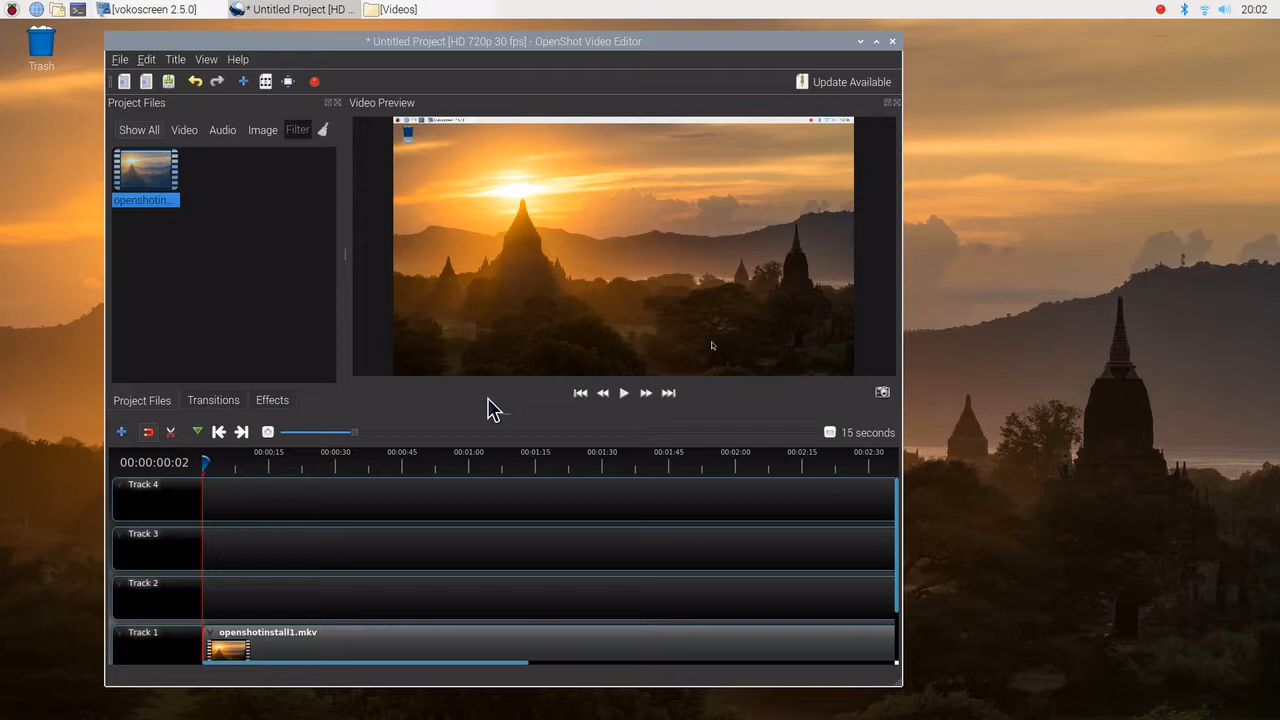 [vokoscreen 2.5.0]
* Untitled Project [HD ...
[Videos]
20:02
Trash
* Untitled Project [HD 720p 30 fps] - OpenShot Video Editor
File Edit Title View Help
Update Available
Project Files
Video Preview
Show All Video Audio Image Filter
openshotin...
Project Files Transitions Effects
15 seconds
00:00:00:02
00:00:15 00:00:30 00:00:45 00:01:00 00:01:15 00:01:30 00:01:45 00:02:00 00:02:15 00:02:30
Track 4
Track 3
Track 2
Track 1
openshotinstall1.mkv